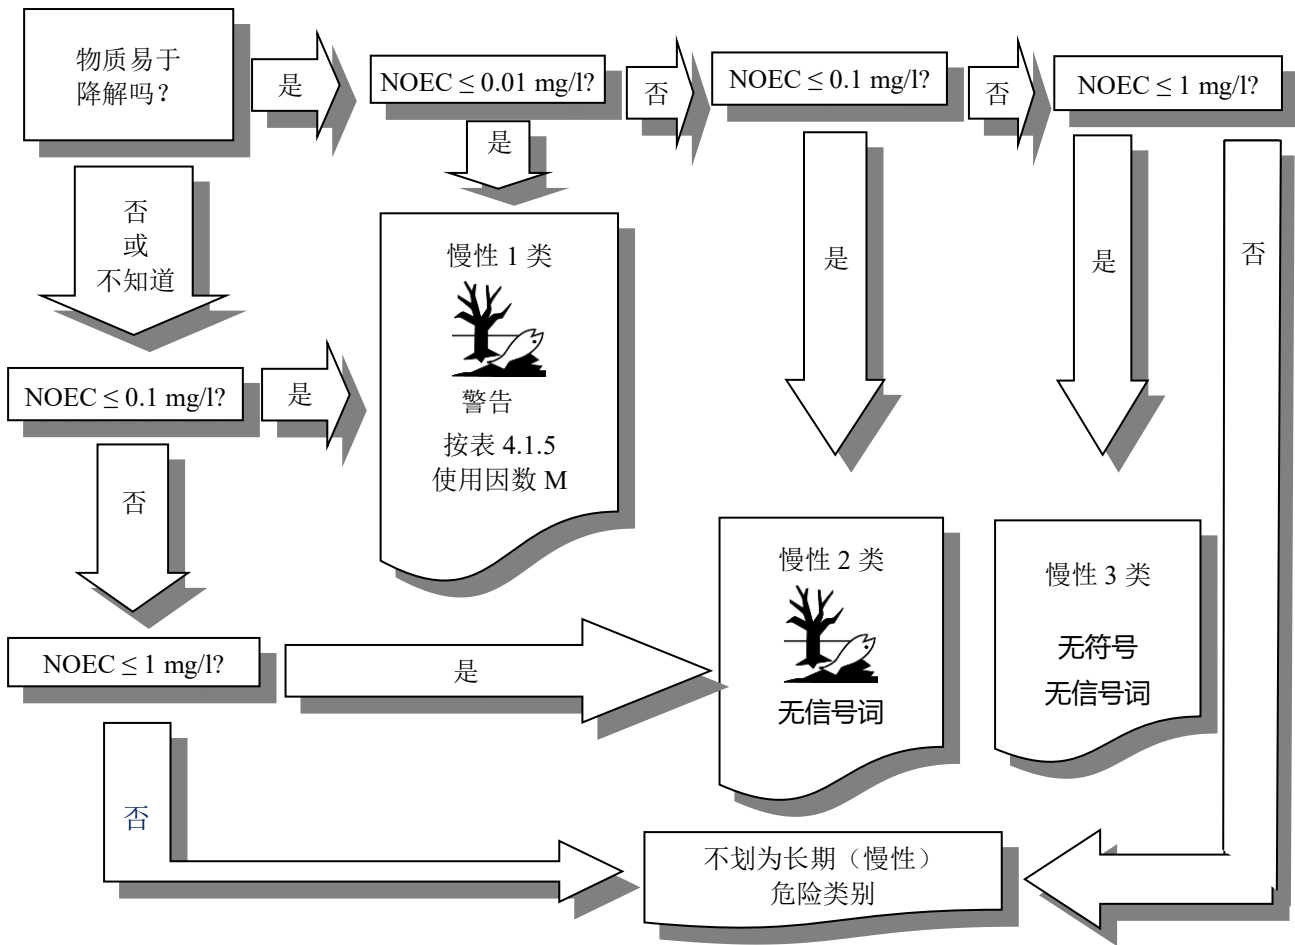 物质易于
降解吗？
是
NOEC ≤ 0.01 mg/l?
否
NOEC ≤ 0.1 mg/l?
否
NOEC ≤ 1 mg/l?
否
或
不知道
是
慢性 1 类
警告
按表 4.1.5
使用因数 M
是
是
否
NOEC ≤ 0.1 mg/l?
是
否
慢性 2 类
无信号词
慢性 3 类
无符号
无信号词
NOEC ≤ 1 mg/l?
是
否
不划为长期（慢性）
危险类别